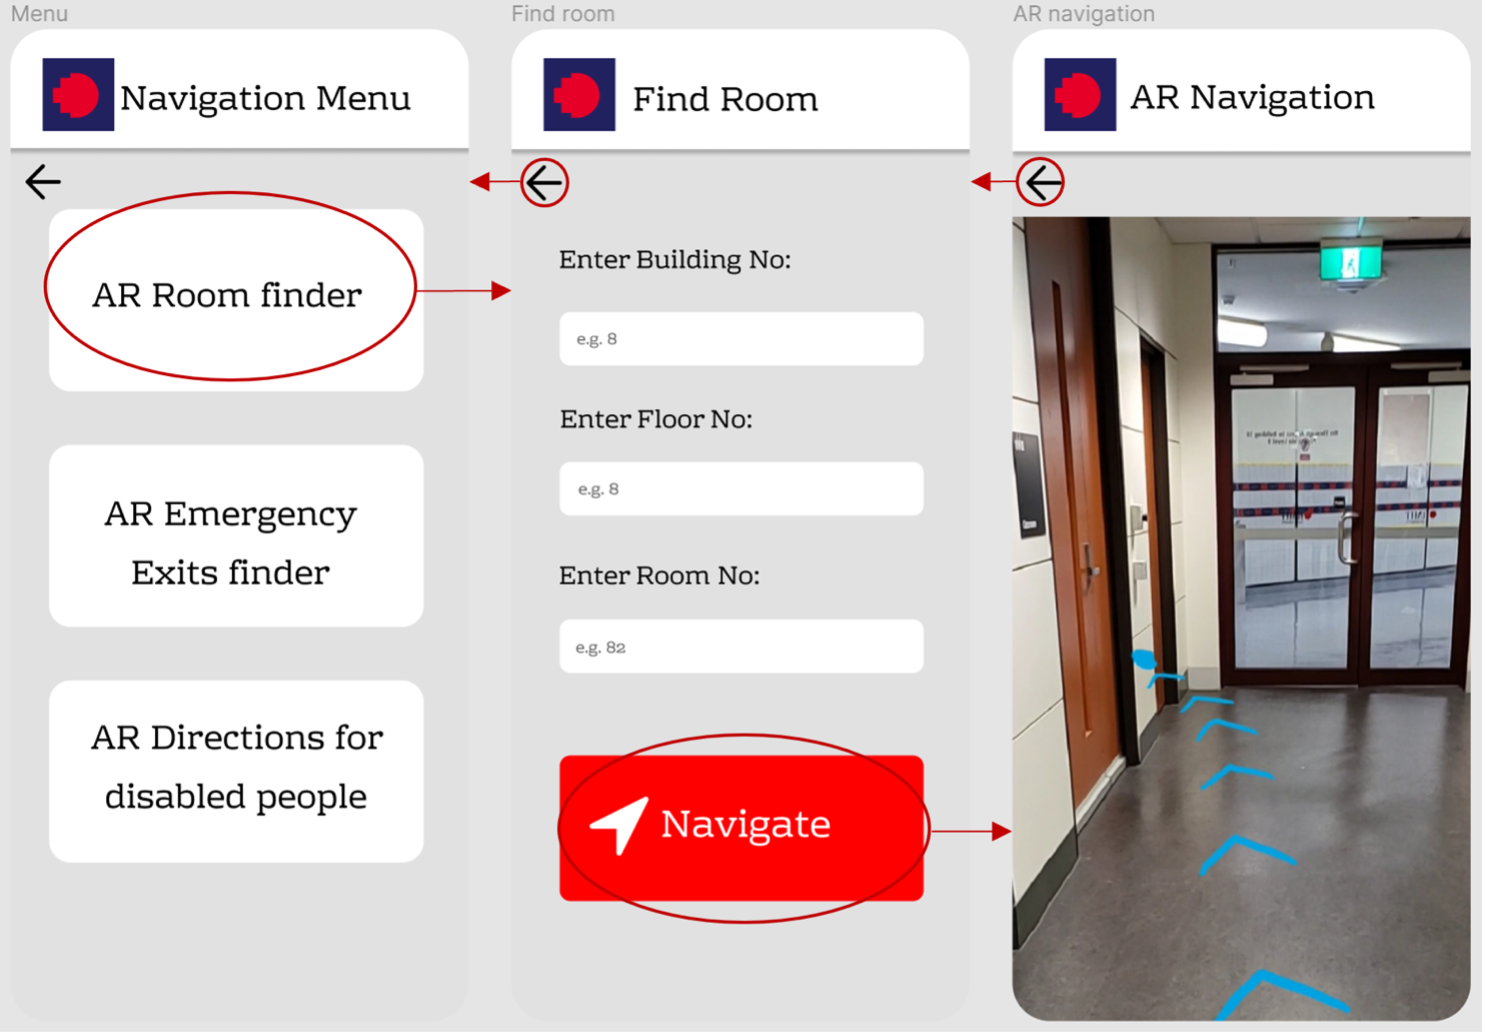 Menu
Navigation Menu
AR Room finder
AR Emergency
Exits finder
AR Directions for
disabled people
Find room
Find Room
Enter Building No:
e.g. 8
Enter Floor No:
e.g. 8
Enter Room No:
e.g. 82
Navigate
AR navigation
AR Navigation